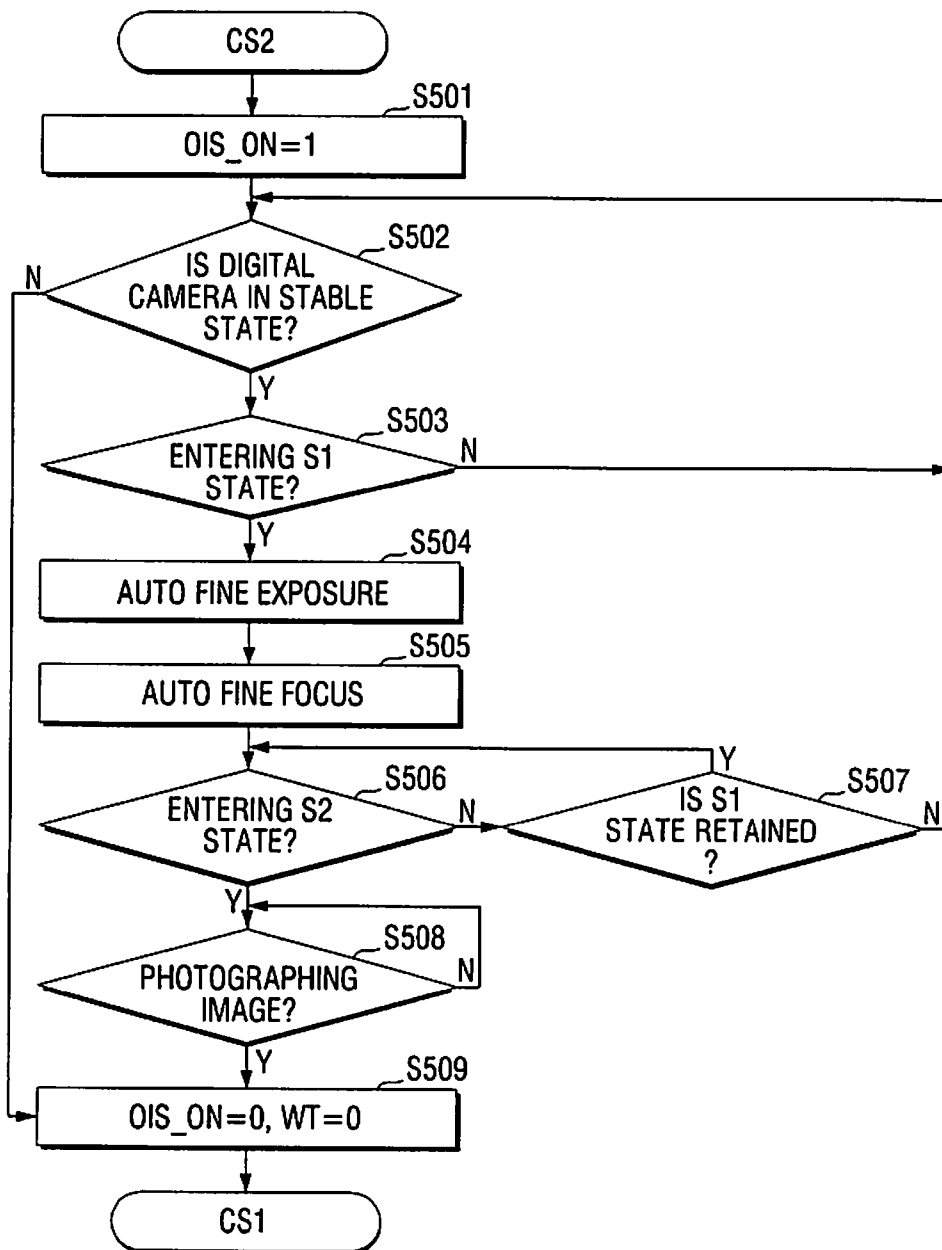 CS2
S501
OIS_ON=1
S502
N
IS DIGITAL
CAMERA IN STABLE
STATE?
Y
S503
ENTERING S1
STATE?
N
Y
S504
AUTO FINE EXPOSURE
S505
AUTO FINE FOCUS
Y
S506
ENTERING S2
STATE?
N
S507
IS S1
STATE RETAINED
?
N
Y
S508
PHOTOGRAPHING
IMAGE?
N
Y
S509
OIS_ON=0, WT=0
CS1